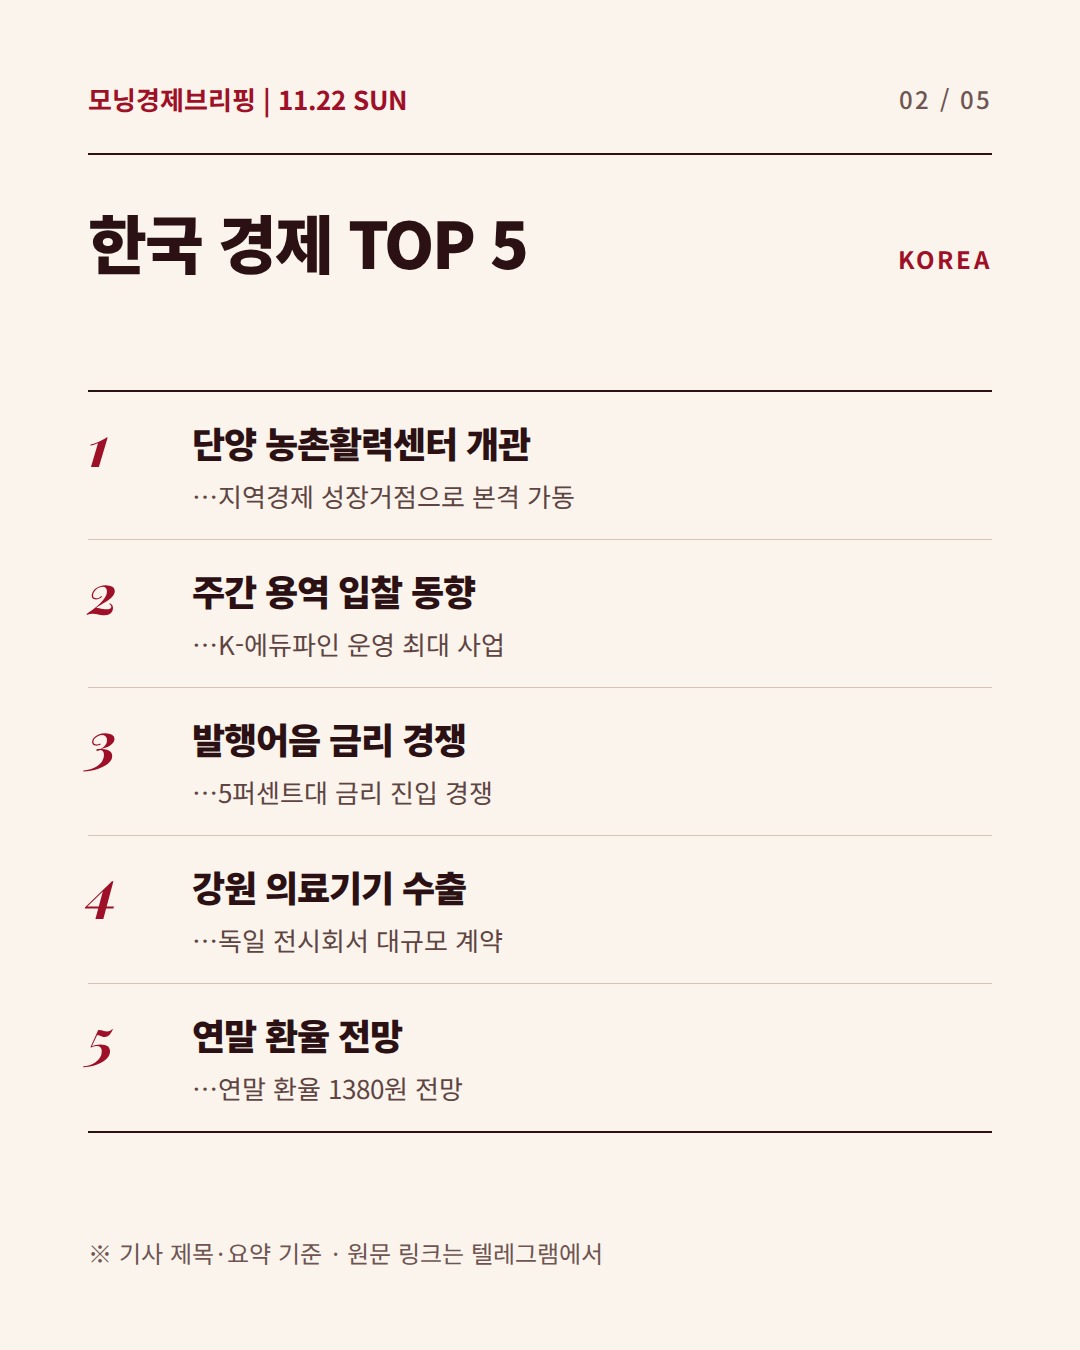 모닝경제브리핑 | 11.22 SUN
02 / 05
한국 경제 TOP 5
KOREA
1
단양 농촌활력센터 개관
…지역경제 성장거점으로 본격 가동
2
주간 용역 입찰 동향
…K-에듀파인 운영 최대 사업
3
발행어음 금리 경쟁
…5퍼센트대 금리 진입 경쟁
4
강원 의료기기 수출
…독일 전시회서 대규모 계약
5
연말 환율 전망
…연말 환율 1380원 전망
※ 기사 제목·요약 기준 · 원문 링크는 텔레그램에서